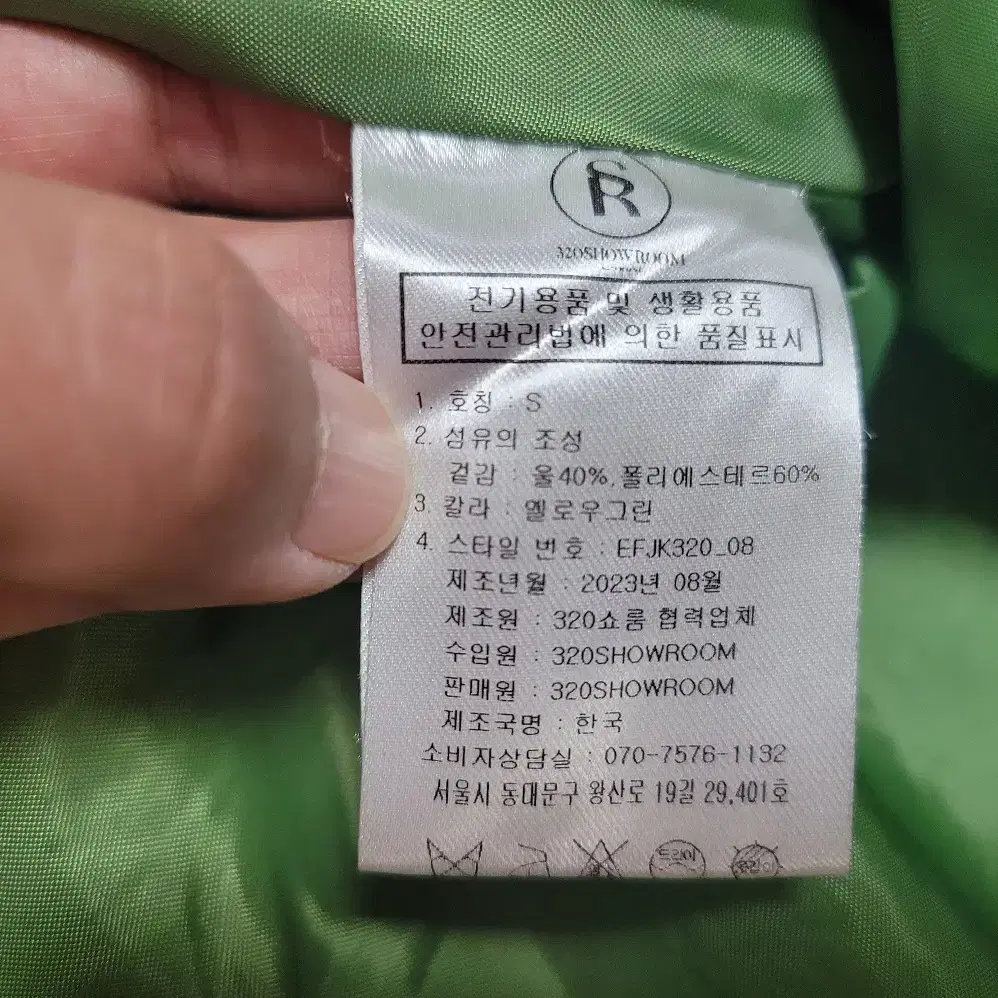 SR
320SHOWROOM
전기용품 및 생활용품
안전관리법에 의한 품질표시
1. 호칭 : S
2. 섬유의 조성
겉감 : 울40%,폴리에스테르60%
3. 칼라 : 옐로우그린
4. 스타일 번호 : EFJK320_08
제조년월 : 2023년 08월
제조원 : 320쇼룸 협력업체
수입원 : 320SHOWROOM
판매원 : 320SHOWROOM
제조국명 : 한국
소비자상담실 : 070-7576-1132
서울시 동대문구 왕산로 19길 29,401호
드라이